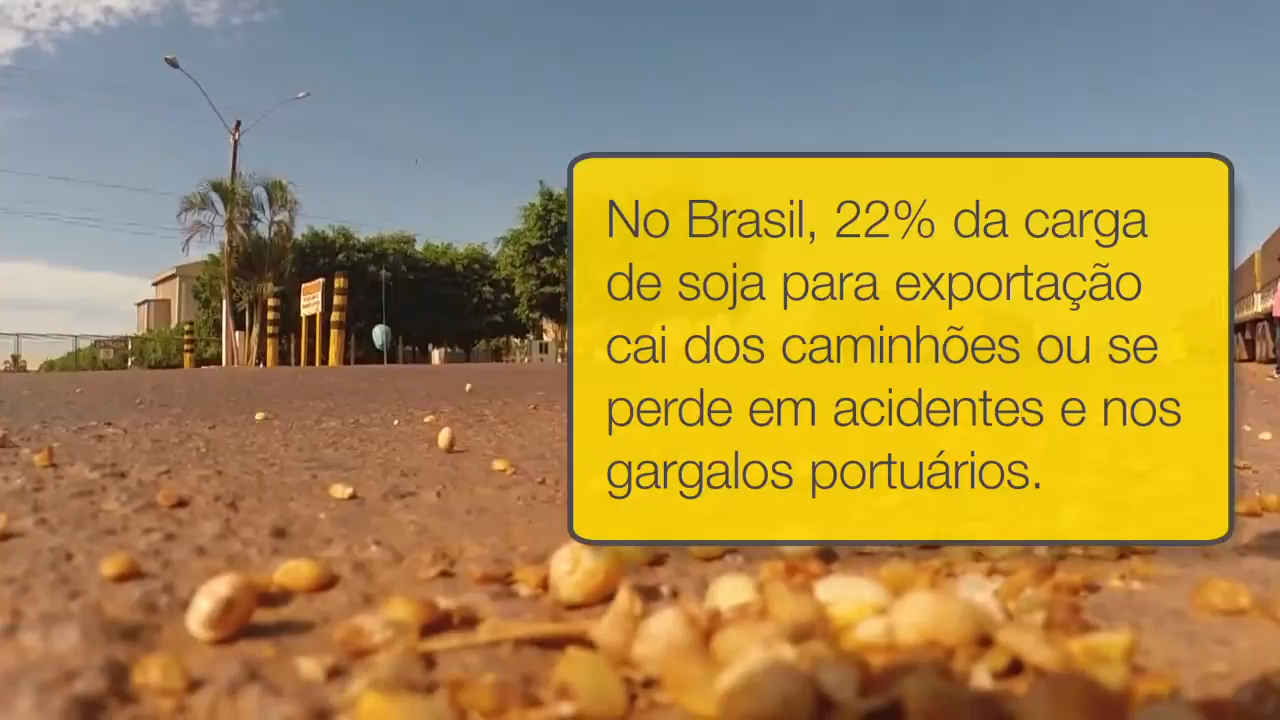 No Brasil, 22% da carga
de soja para exportação
cai dos caminhões ou se
perde em acidentes e nos
gargalos portuários.